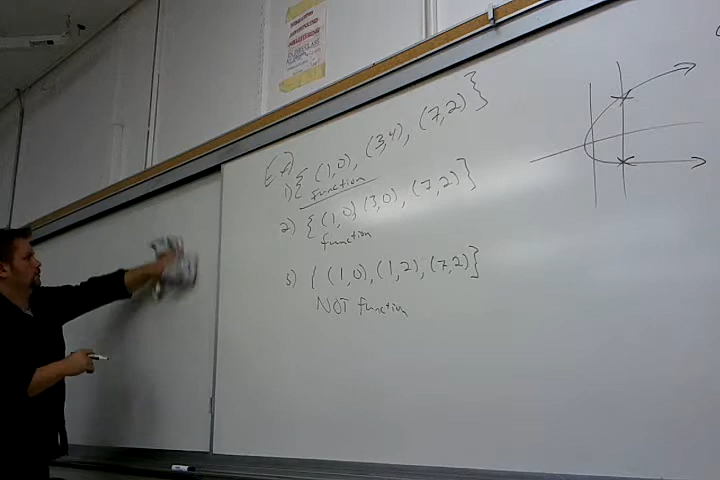 Ex)
1) { (1,0), (3,4), (7,2) }
function
2) { (1,0) (3,0), (7,2) }
function
3) { (1,0), (1,2), (7,2) }
NOT function